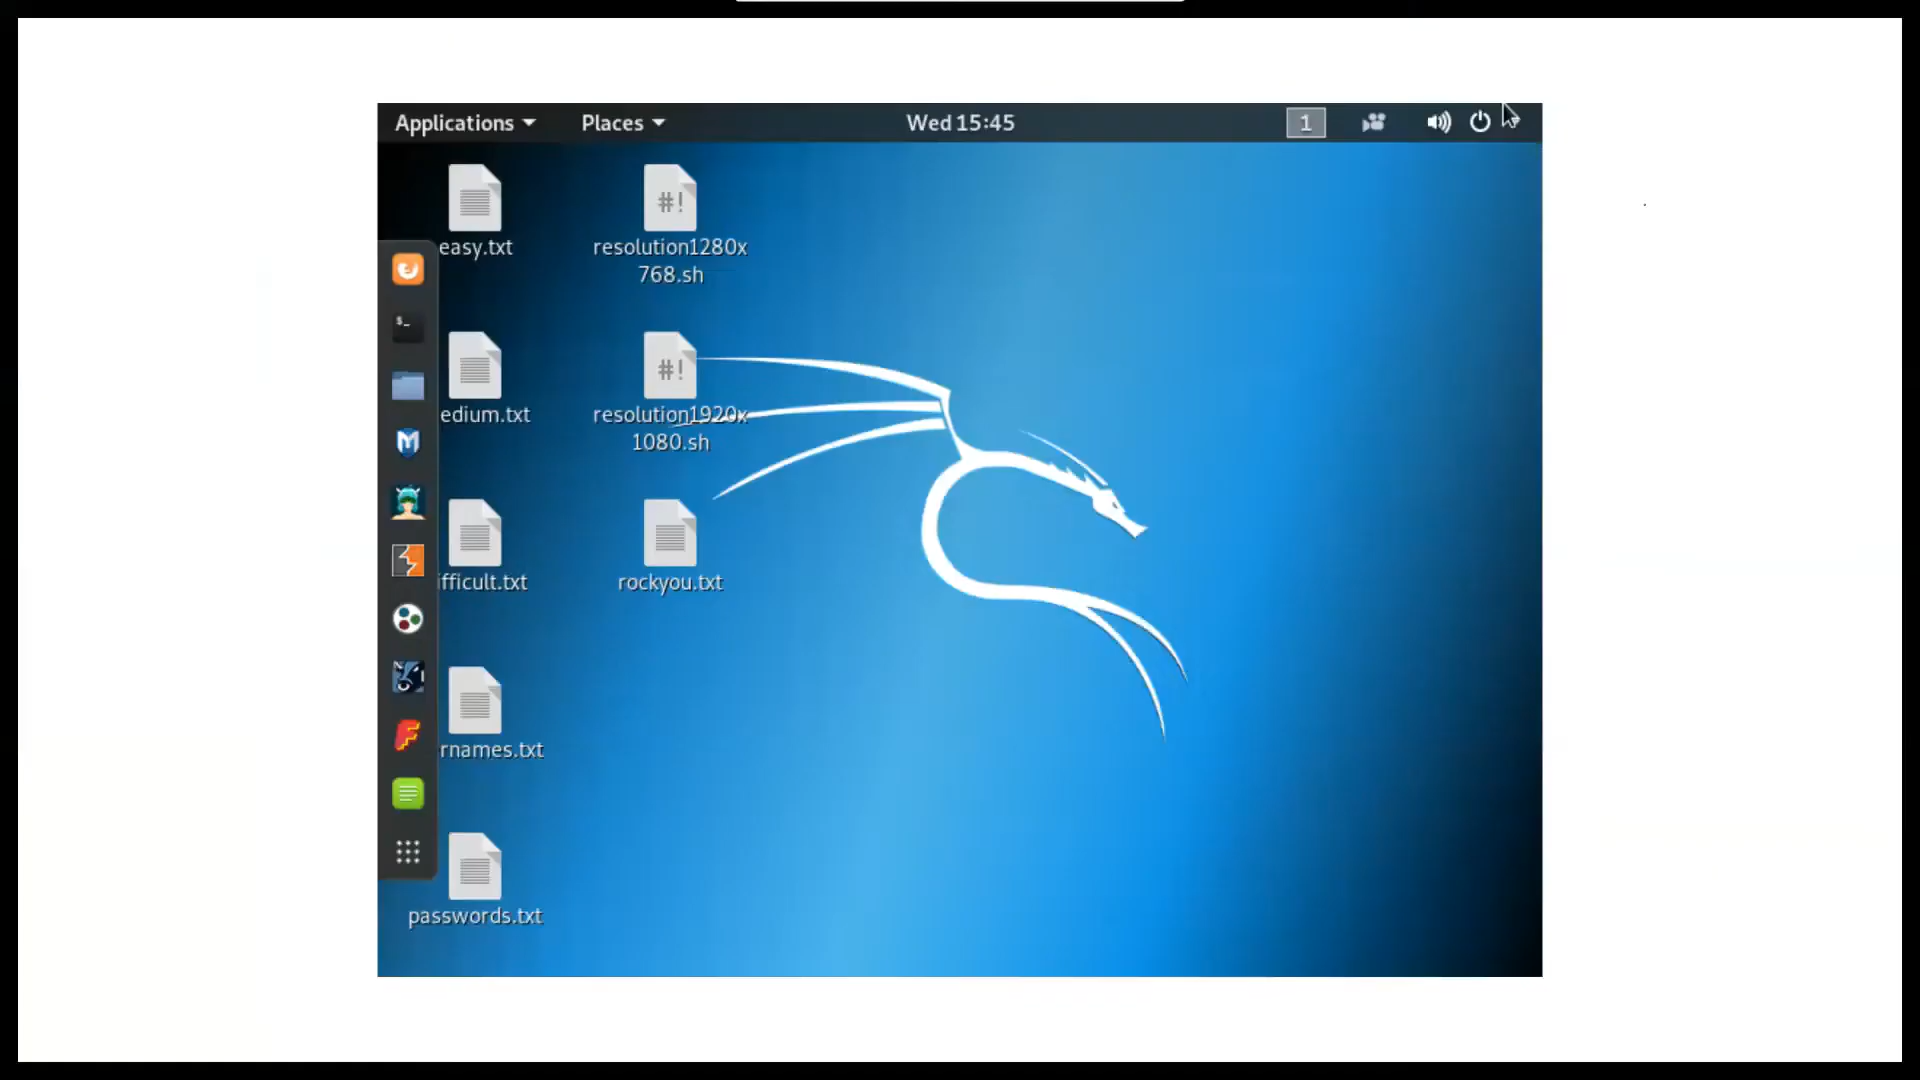 Applications Places Wed 15:45 1
easy.txt
resolution1280x
768.sh
#!
$_
edium.txt
resolution1920x
1080.sh
#!
ifficult.txt
rockyou.txt
rnames.txt
passwords.txt